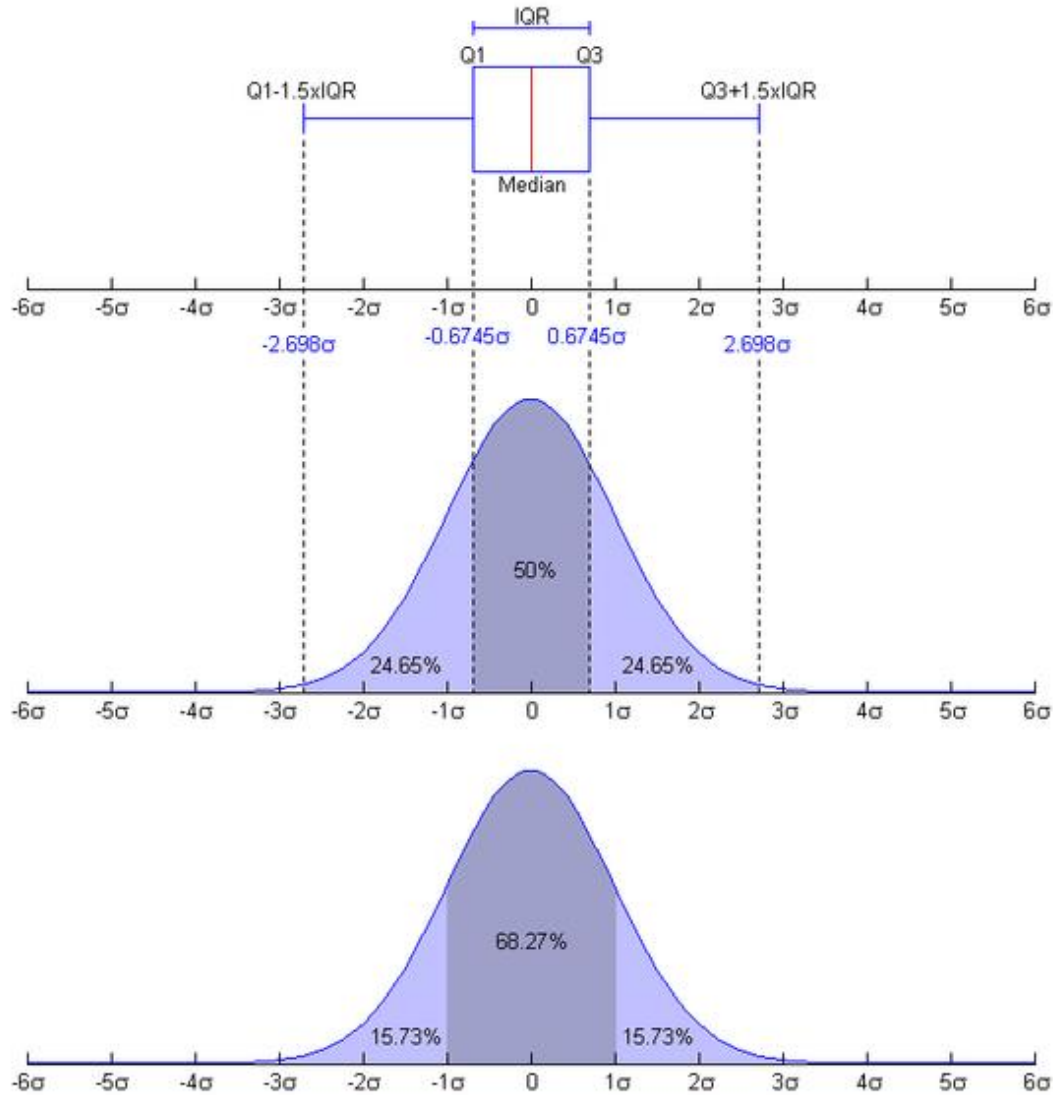 IQR
Q1 Q3
Q1-1.5xIQR Q3+1.5xIQR
Median
-6σ -5σ -4σ -3σ -2σ -1σ 0 1σ 2σ 3σ 4σ 5σ 6σ
-2.698σ -0.6745σ 0.6745σ 2.698σ
50%
24.65% 24.65%
-6σ -5σ -4σ -3σ -2σ -1σ 0 1σ 2σ 3σ 4σ 5σ 6σ
68.27%
15.73% 15.73%
-6σ -5σ -4σ -3σ -2σ -1σ 0 1σ 2σ 3σ 4σ 5σ 6σ